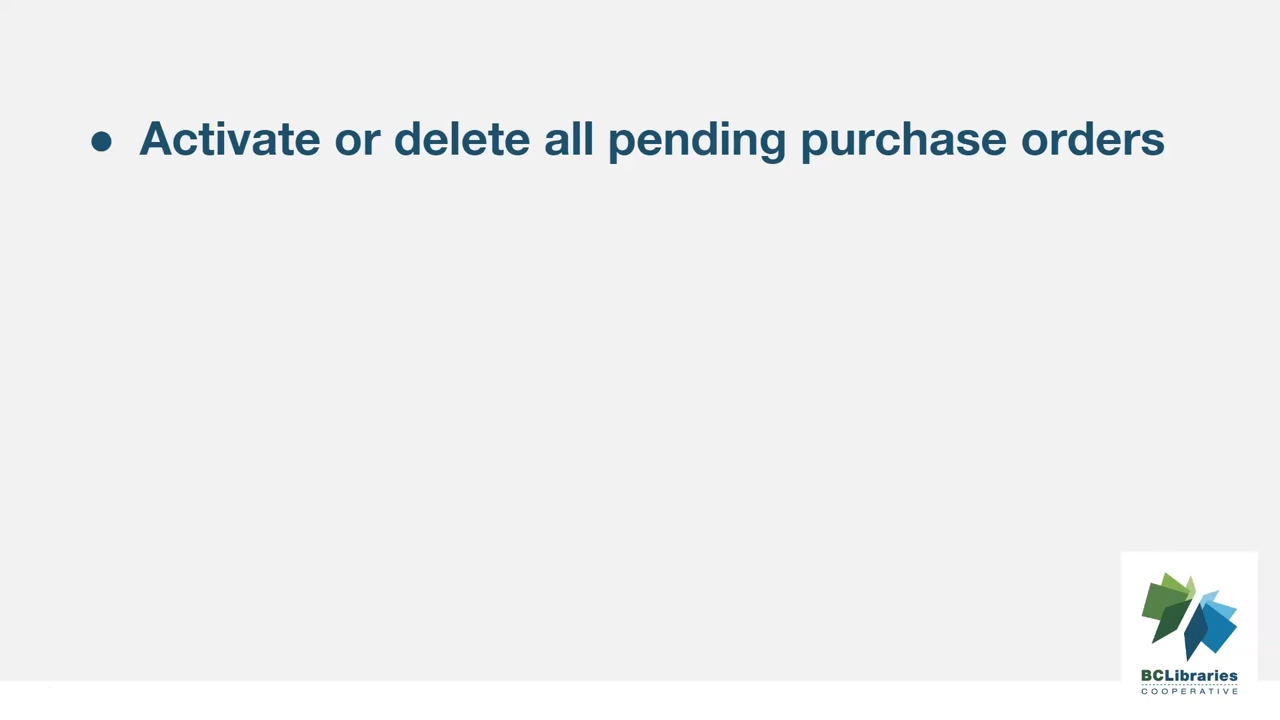 ● Activate or delete all pending purchase orders
BCLibraries
COOPERATIVE